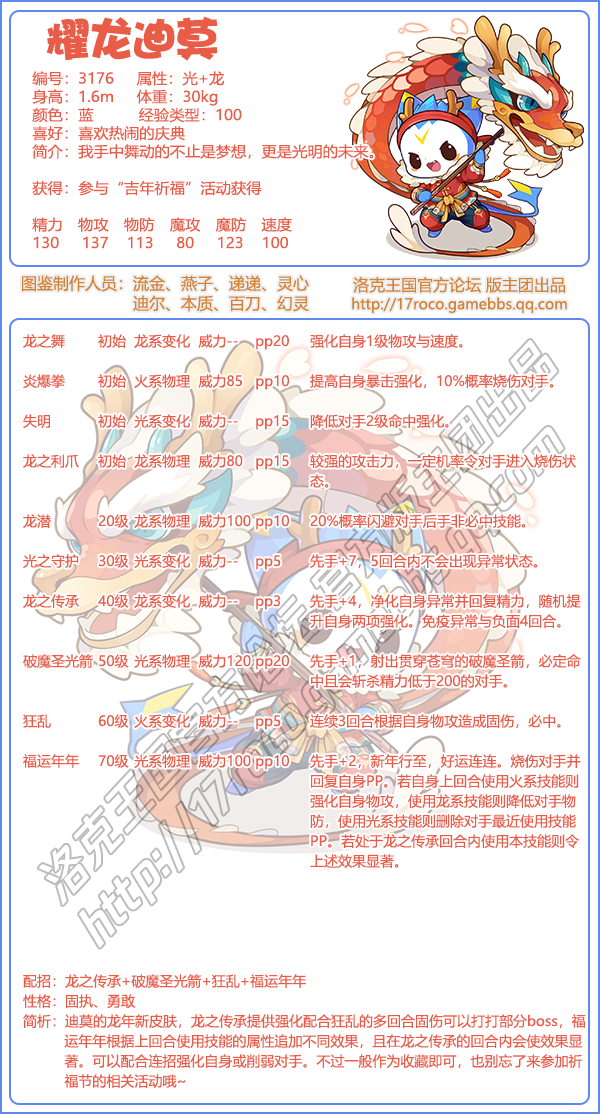 耀龙迪莫
编号：3176 属性：光+龙
身高：1.6m 体重：30kg
颜色：蓝 经验类型：100
喜好：喜欢热闹的庆典
简介：我手中舞动的不止是梦想，更是光明的未来。
获得：参与“吉年祈福”活动获得
精力 物攻 物防 魔攻 魔防 速度
130 137 113 80 123 100
图鉴制作人员：流金、燕子、递递、灵心
迪尔、本质、百刀、幻灵
洛克王国官方论坛 版主团出品
http://17roco.gamebbs.qq.com
龙之舞 初始 龙系变化 威力-- pp20 强化自身1级物攻与速度。
炎爆拳 初始 火系物理 威力85 pp10 提高自身暴击强化，10%概率烧伤对手。
失明 初始 光系变化 威力-- pp15 降低对手2级命中强化。
龙之利爪 初始 龙系物理 威力80 pp15 较强的攻击力，一定机率令对手进入烧伤状
态。
龙潜 20级 龙系物理 威力100 pp10 20%概率闪避对手后手非必中技能。
光之守护 30级 光系变化 威力-- pp5 先手+7，5回合内不会出现异常状态。
龙之传承 40级 龙系变化 威力-- pp3 先手+4，净化自身异常并回复精力，随机提
升自身两项强化。免疫异常与负面4回合。
破魔圣光箭 50级 光系物理 威力120 pp20 先手+1，射出贯穿苍穹的破魔圣箭，必定命
中且会斩杀精力低于200的对手。
狂乱 60级 火系变化 威力-- pp5 连续3回合根据自身物攻造成固伤，必中。
福运年年 70级 光系物理 威力100 pp10 先手+2，新年行至，好运连连。烧伤对手并
回复自身PP。若自身上回合使用火系技能则
强化自身物攻，使用龙系技能则降低对手物
防，使用光系技能则删除对手最近使用技能
PP。若处于龙之传承回合内使用本技能则令
上述效果显著。
洛克王国官方论坛 版主团出品
http://17roco.gamebbs.qq.com
配招：龙之传承+破魔圣光箭+狂乱+福运年年
性格：固执、勇敢
简析：迪莫的龙年新皮肤，龙之传承提供强化配合狂乱的多回合固伤可以打打部分boss，福
运年年根据上回合使用技能的属性追加不同效果，且在龙之传承的回合内会使效果显
著。可以配合连招强化自身或削弱对手。不过一般作为收藏即可，也别忘了来参加祈
福节的相关活动哦~